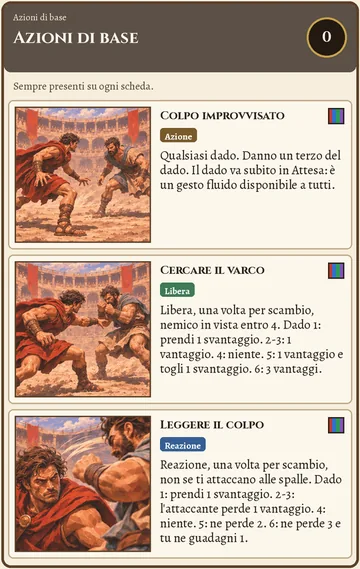 Azioni di base
Azioni di base
0
Sempre presenti su ogni scheda.
Colpo improvvisato
Azione
Qualsiasi dado. Danno un terzo del
dado. Il dado va subito in Attesa: è
un gesto fluido disponibile a tutti.
Cercare il varco
Libera
Libera, una volta per scambio,
nemico in vista entro 4. Dado 1:
prendi 1 svantaggio. 2-3: 1
vantaggio. 4: niente. 5: 1 vantaggio e
togli 1 svantaggio. 6: 3 vantaggi.
Leggere il colpo
Reazione
Reazione, una volta per scambio,
non se ti attaccano alle spalle. Dado
1: prendi 1 svantaggio. 2-3:
l'attaccante perde 1 vantaggio. 4:
niente. 5: ne perde 2. 6: ne perde 3 e
tu ne guadagni 1.